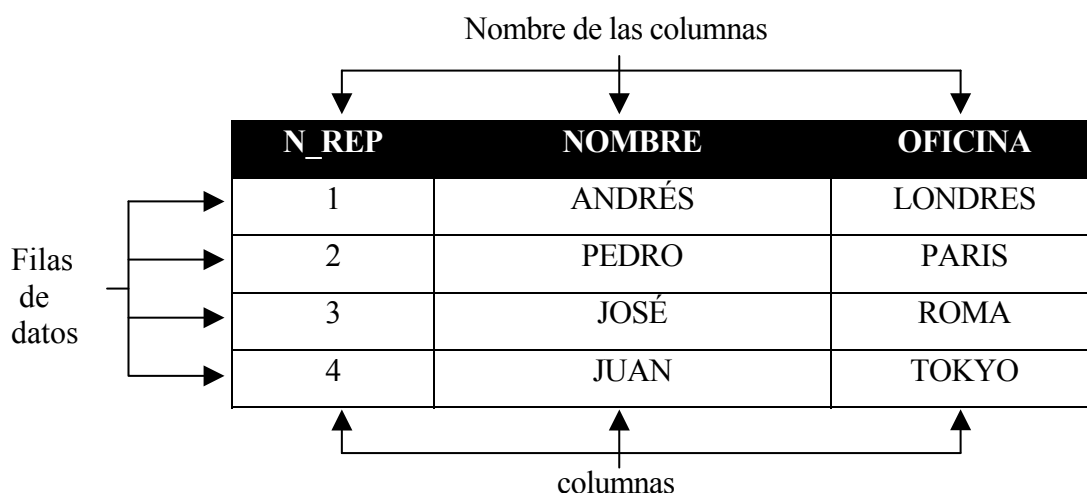 Nombre de las columnas
N_REP NOMBRE OFICINA
1 ANDRÉS LONDRES
2 PEDRO PARIS
3 JOSÉ ROMA
4 JUAN TOKYO
Filas
de
datos
columnas